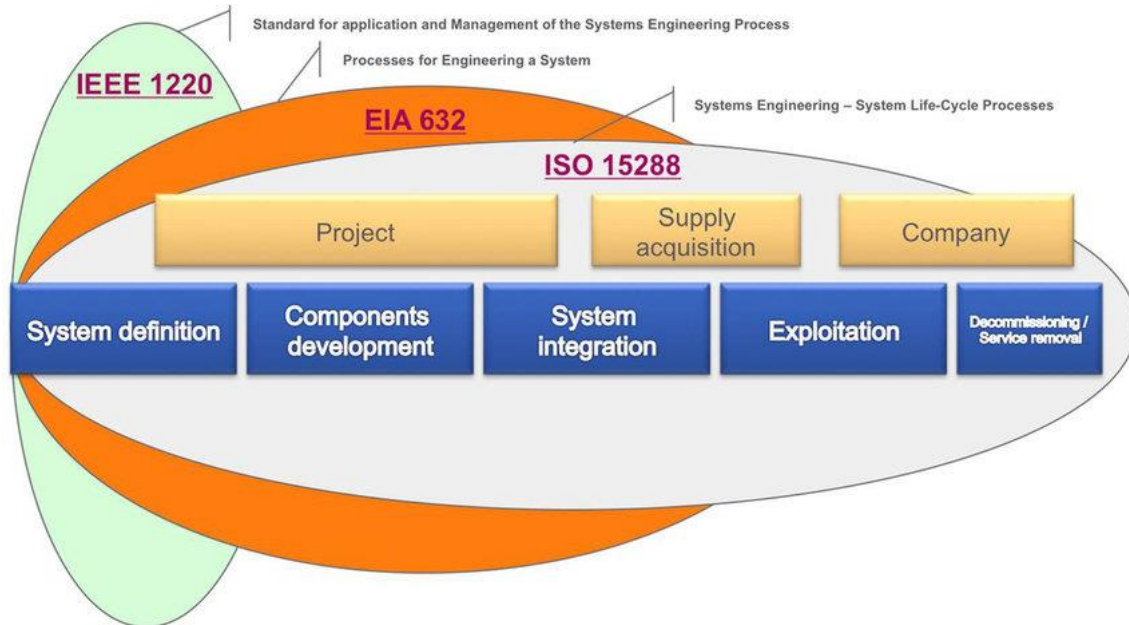 Standard for application and Management of the Systems Engineering Process
Processes for Engineering a System
IEEE 1220
Systems Engineering – System Life-Cycle Processes
EIA 632
ISO 15288
Project
Supply
acquisition
Company
System definition
Components
development
System
integration
Exploitation
Decommissioning /
Service removal